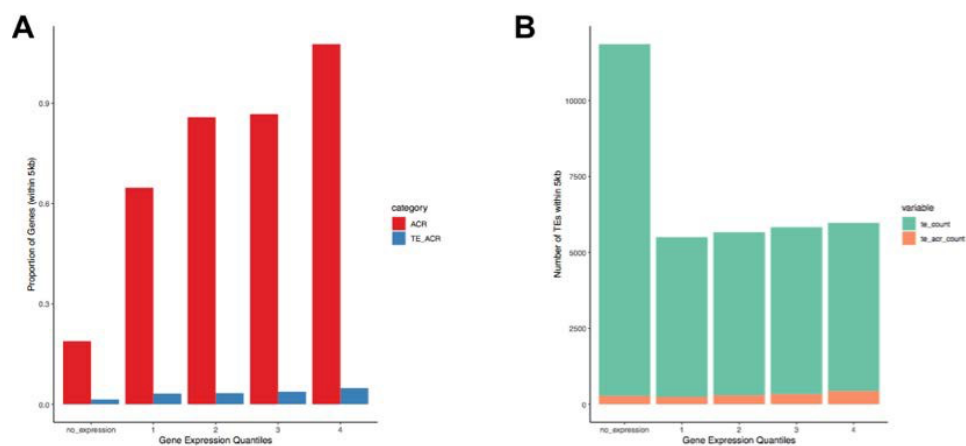 A
Proportion of Genes (within 5kb)
0.9
0.6
0.3
0.0
no_expression
1
2
3
4
Gene Expression Quantiles
category
ACR
TE_ACR
B
Number of TEs within 5kb
10000
7500
5000
2500
0
no_expression
1
2
3
4
Gene Expression Quantiles
variable
te_count
te_acr_count